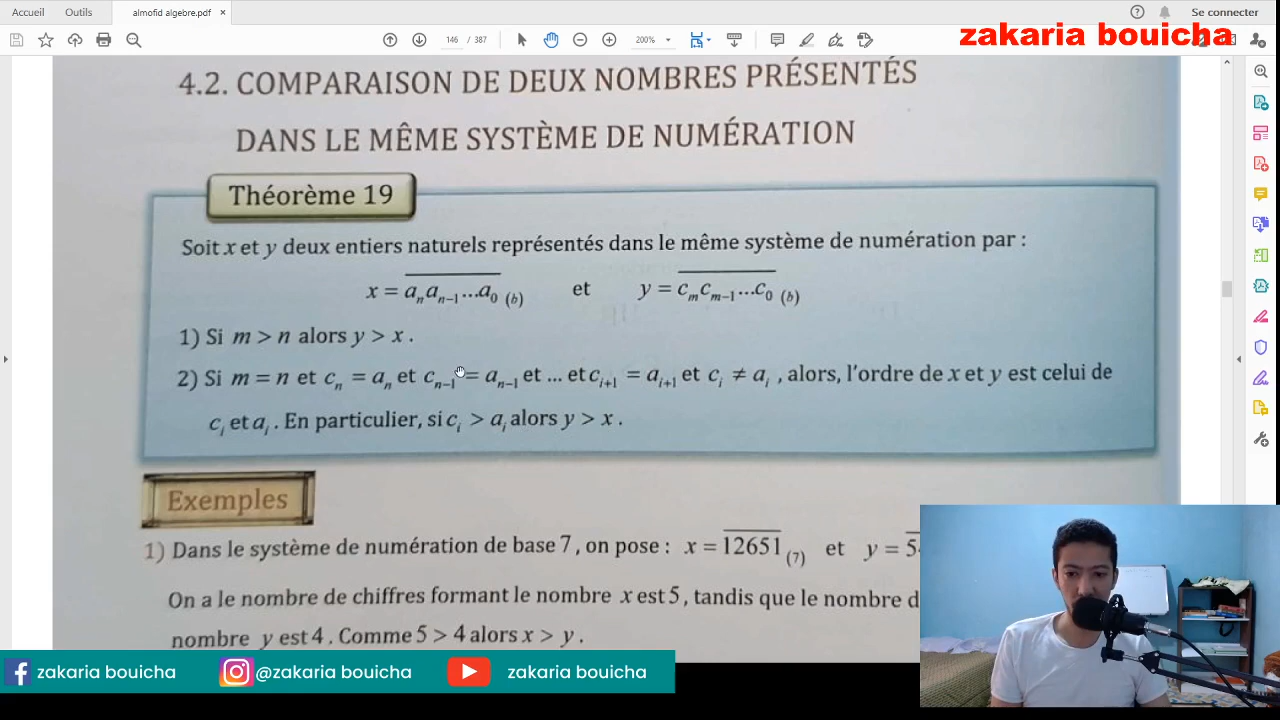 Accueil Outils almofid algebre.pdf × Se connecter
146 / 387 200%
zakaria bouicha
4.2. COMPARAISON DE DEUX NOMBRES PRÉSENTÉS
DANS LE MÊME SYSTÈME DE NUMÉRATION
Théorème 19
Soit x et y deux entiers naturels représentés dans le même système de numération par :
x = \overline{a_n a_{n-1} ... a_0} (b) et y = \overline{c_m c_{m-1} ... c_0} (b)
1) Si m > n alors y > x .
2) Si m = n et c_n = a_n et c_{n-1} = a_{n-1} et ... et c_{i+1} = a_{i+1} et c_i ≠ a_i , alors, l'ordre de x et y est celui de
c_i et a_i . En particulier, si c_i > a_i alors y > x .
Exemples
1) Dans le système de numération de base 7 , on pose : x = \overline{12651} (7) et y = 5
On a le nombre de chiffres formant le nombre x est 5 , tandis que le nombre d
nombre y est 4 . Comme 5 > 4 alors x > y .
zakaria bouicha @zakaria bouicha zakaria bouicha